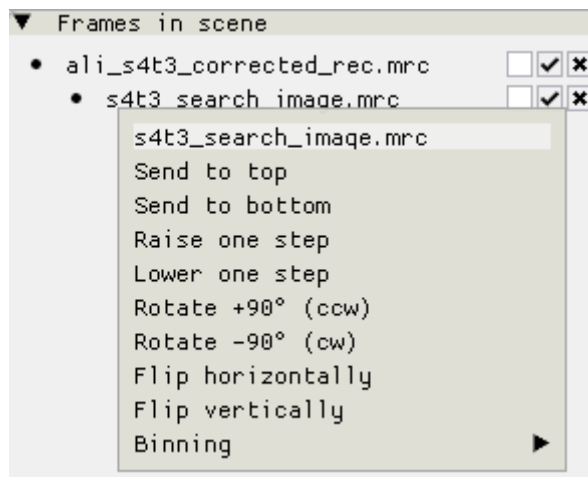 Frames in scene
ali_s4t3_corrected_rec.mrc
s4t3_search_image.mrc
s4t3_search_image.mrc
Send to top
Send to bottom
Raise one step
Lower one step
Rotate +90° (ccw)
Rotate -90° (cw)
Flip horizontally
Flip vertically
Binning